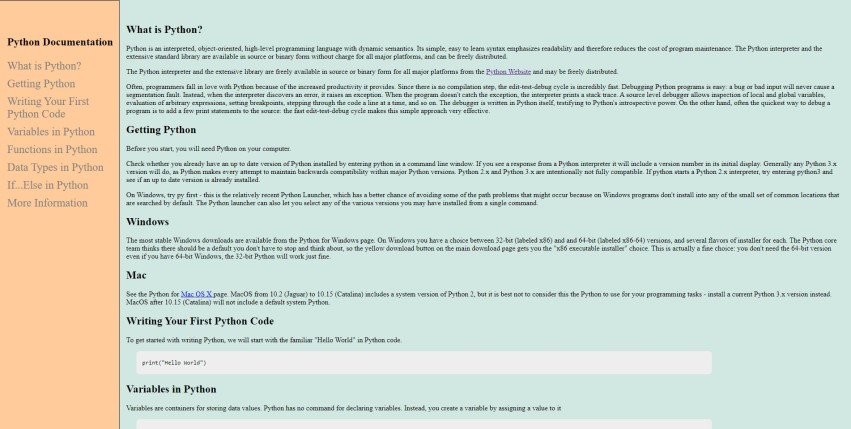 Python Documentation
What is Python?
Getting Python
Writing Your First
Python Code
Variables in Python
Functions in Python
Data Types in Python
If...Else in Python
More Information
What is Python?
Python is an interpreted, object-oriented, high-level programming language with dynamic semantics. Its simple, easy to learn syntax emphasizes readability and therefore reduces the cost of program maintenance. The Python interpreter and the
extensive standard library are available in source or binary form without charge for all major platforms, and can be freely distributed.
The Python interpreter and the extensive library are freely available in source or binary form for all major platforms from the Python Website and may be freely distributed.
Often, programmers fall in love with Python because of the increased productivity it provides. Since there is no compilation step, the edit-test-debug cycle is incredibly fast. Debugging Python programs is easy: a bug or bad input will never cause a
segmentation fault. Instead, when the interpreter discovers an error, it raises an exception. When the program doesn't catch the exception, the interpreter prints a stack trace. A source level debugger allows inspection of local and global variables,
evaluation of arbitrary expressions, setting breakpoints, stepping through the code a line at a time, and so on. The debugger is written in Python itself, testifying to Python's introspective power. On the other hand, often the quickest way to debug a
program is to add a few print statements to the source: the fast edit-test-debug cycle makes this simple approach very effective.
Getting Python
Before you start, you will need Python on your computer.
Check whether you already have an up to date version of Python installed by entering python in a command line window. If you see a response from a Python interpreter it will include a version number in its initial display. Generally any Python 3.x
version will do, as Python makes every attempt to maintain backwards compatibility within major Python versions. Python 2.x and Python 3.x are intentionally not fully compatible. If python starts a Python 2.x interpreter, try entering python3 and
see if an up to date version is already installed.
On Windows, try py first - this is the relatively recent Python Launcher, which has a better chance of avoiding some of the path problems that might occur because on Windows programs don't install into any of the small set of common locations that
are searched by default. The Python launcher can also let you select any of the various versions you may have installed from a single command.
Windows
The most stable Windows downloads are available from the Python for Windows page. On Windows you have a choice between 32-bit (labeled x86) and and 64-bit (labeled x86-64) versions, and several flavors of installer for each. The Python core
team thinks there should be a default you don't have to stop and think about, so the yellow download button on the main download page gets you the "x86 executable installer" choice. This is actually a fine choice: you don't need the 64-bit version
even if you have 64-bit Windows, the 32-bit Python will work just fine.
Mac
See the Python for Mac OS X page. MacOS from 10.2 (Jaguar) to 10.15 (Catalina) includes a system version of Python 2, but it is best not to consider this the Python to use for your programming tasks - install a current Python 3.x version instead.
MacOS after 10.15 (Catalina) will not include a default system Python.
Writing Your First Python Code
To get started with writing Python, we will start with the familiar "Hello World" in Python code.
print("Hello World")
Variables in Python
Variables are containers for storing data values. Python has no command for declaring variables. Instead, you create a variable by assigning a value to it